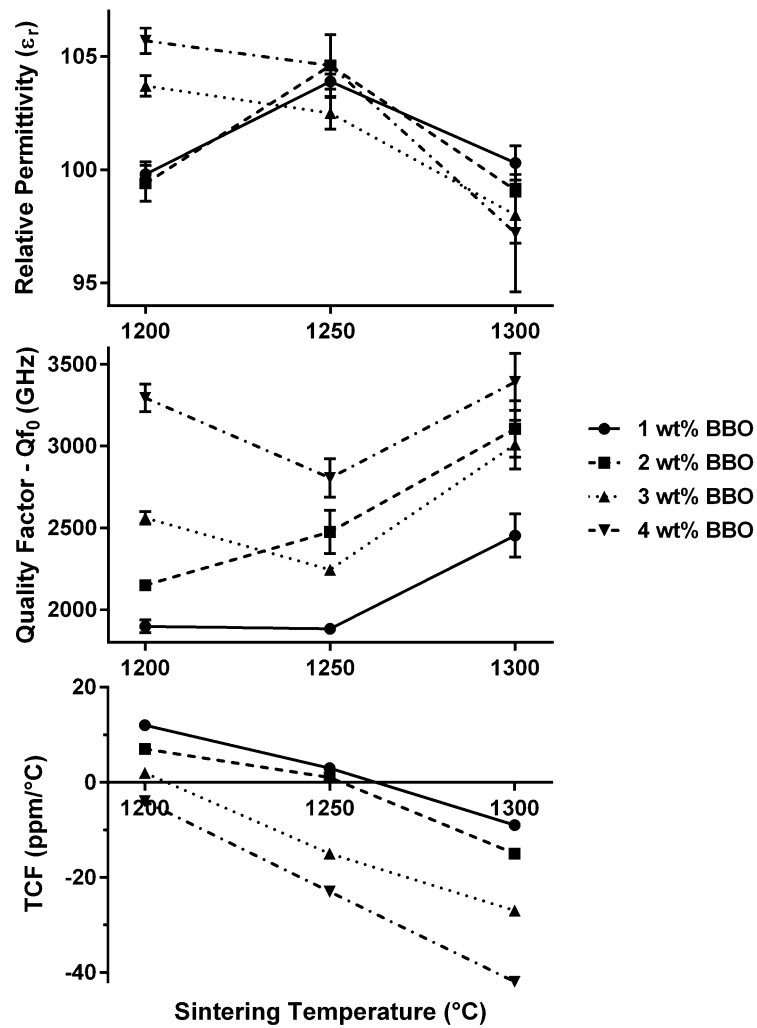 Relative Permittivity (εr)
105
100
95
1200 1250 1300
Quality Factor - Qf0 (GHz)
3500
3000
2500
2000
1200 1250 1300
1 wt% BBO
2 wt% BBO
3 wt% BBO
4 wt% BBO
TCF (ppm/°C)
20
0
-20
-40
1200 1250 1300
Sintering Temperature (°C)